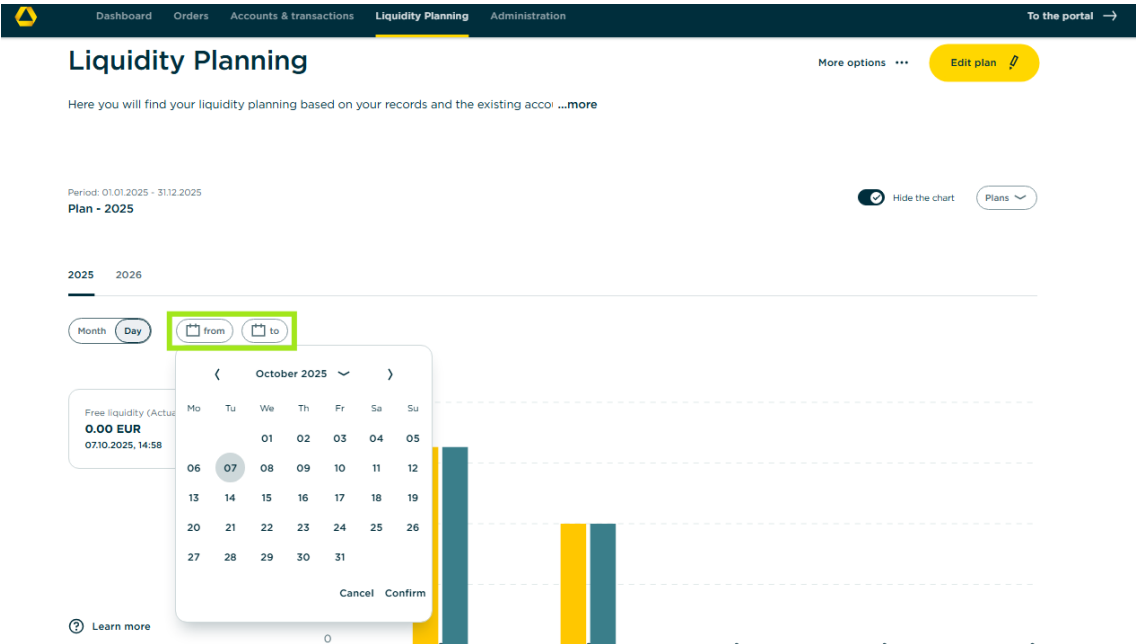 Dashboard Orders Accounts & transactions Liquidity Planning Administration To the portal
Liquidity Planning
More options ... Edit plan
Here you will find your liquidity planning based on your records and the existing accou ...more
Period: 01.01.2025 - 31.12.2025
Plan - 2025
Hide the chart Plans
2025 2026
Month Day from to
October 2025
Mo Tu We Th Fr Sa Su
01 02 03 04 05
06 07 08 09 10 11 12
13 14 15 16 17 18 19
20 21 22 23 24 25 26
27 28 29 30 31
Cancel Confirm
Free liquidity (Actua
0.00 EUR
07.10.2025, 14:58
Learn more
0